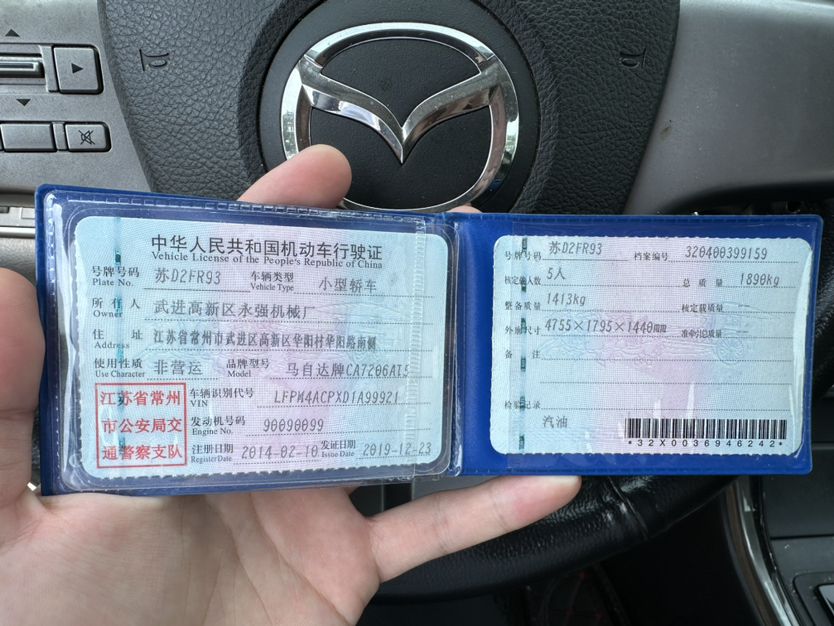 中华人民共和国机动车行驶证
Vehicle License of the People's Republic of China
号牌号码 苏D2FR93 车辆类型 小型轿车
Plate No. Vehicle Type
所有人 武进高新区永强机械厂
Owner
住址 江苏省常州市武进区高新区华阳村华阳路南侧
Address
使用性质 非营运 品牌型号 马自达牌CA7206AT5
Use Character Model
江苏省常州
市公安局交
通警察支队
车辆识别代号 LFPM4ACPXD1A99921
VIN
发动机号码 90090099
Engine No.
注册日期 2014-02-10 发证日期 2019-12-23
Register Date Issue Date
号牌号码 苏D2FR93 档案编号 320400399159
核定载人数 5人 总质量 1890kg
整备质量 1413kg 核定载质量
外廓尺寸 4755×1795×1440mm 准牵引总质量
备注
检验记录
汽油
*32X0036946242*